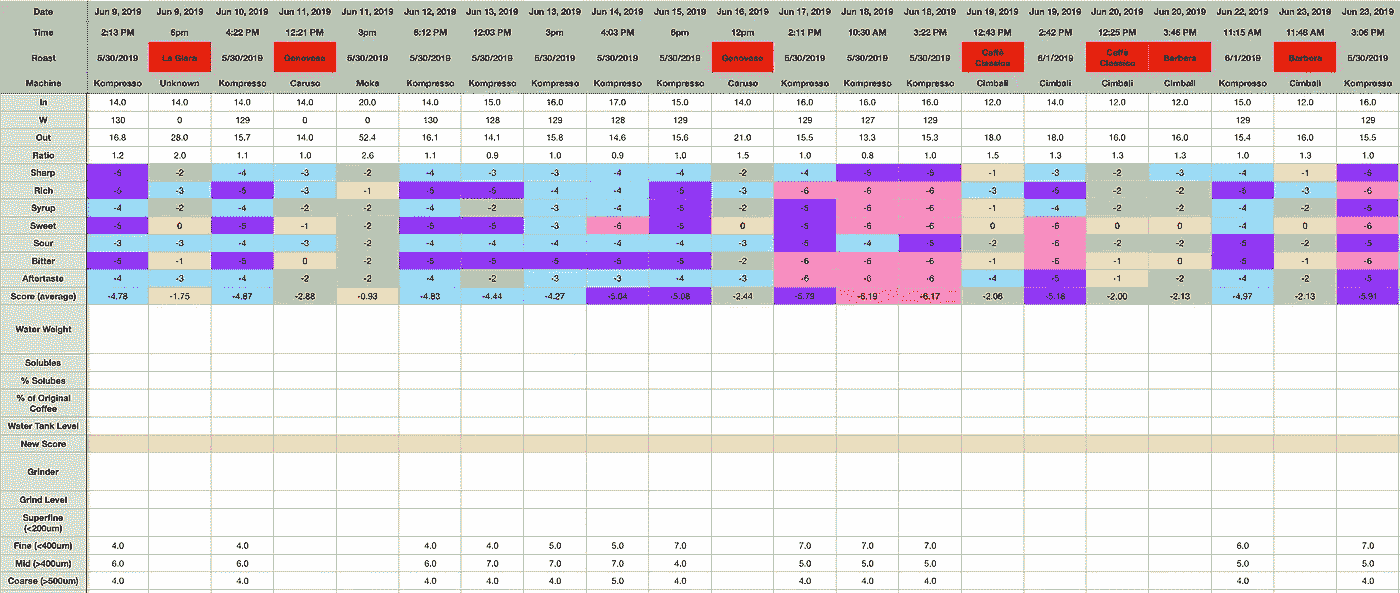 Date Jun 9, 2019 Jun 9, 2019 Jun 10, 2019 Jun 11, 2019 Jun 11, 2019 Jun 12, 2019 Jun 13, 2019 Jun 13, 2019 Jun 14, 2019 Jun 15, 2019 Jun 16, 2019 Jun 17, 2019 Jun 18, 2019 Jun 18, 2019 Jun 19, 2019 Jun 19, 2019 Jun 20, 2019 Jun 20, 2019 Jun 22, 2019 Jun 23, 2019 Jun 23, 2019
Time 2:13 PM 6pm 4:22 PM 12:21 PM 3pm 6:12 PM 12:03 PM 3pm 4:03 PM 6pm 12pm 2:11 PM 10:30 AM 3:22 PM 12:43 PM 2:42 PM 12:25 PM 3:46 PM 11:15 AM 11:46 AM 3:06 PM
Roast 5/30/2019 La Giara 5/30/2019 Genovese 5/30/2019 5/30/2019 5/30/2019 5/30/2019 5/30/2019 5/30/2019 Genovese 5/30/2019 5/30/2019 5/30/2019 Caffè Classico 6/1/2019 Caffè Classico Barbera 6/1/2019 Barbera 5/30/2019
Machine Kompresso Unknown Kompresso Caruso Moka Kompresso Kompresso Kompresso Kompresso Kompresso Caruso Kompresso Kompresso Kompresso Cimbali Cimbali Cimbali Cimbali Kompresso Cimbali Kompresso
In 14.0 14.0 14.0 14.0 20.0 14.0 15.0 16.0 17.0 15.0 14.0 16.0 16.0 16.0 12.0 14.0 12.0 12.0 15.0 12.0 16.0
W 130 0 129 0 0 130 129 129 128 129 129 127 129 129 129
Out 16.8 28.0 15.7 14.0 52.4 16.1 14.1 15.8 14.6 15.6 21.0 15.5 13.3 15.3 18.0 18.0 16.0 16.0 15.4 16.0 15.5
Ratio 1.2 2.0 1.1 1.0 2.6 1.1 0.9 1.0 0.9 1.0 1.5 1.0 0.8 1.0 1.5 1.3 1.3 1.3 1.0 1.3 1.0
Sharp -5 -2 -4 -3 -2 -4 -3 -3 -4 -4 -2 -4 -5 -5 -1 -3 -2 -3 -4 -1 -5
Rich -5 -3 -5 -3 -1 -5 -5 -4 -4 -5 -3 -6 -6 -6 -3 -5 -2 -2 -5 -3 -6
Syrup -4 -2 -4 -2 -2 -4 -2 -3 -4 -5 -2 -5 -6 -6 -1 -4 -2 -2 -4 -2 -5
Sweet -5 0 -5 -1 -2 -5 -5 -3 -6 -5 0 -5 -6 -6 0 -6 0 0 -4 0 -6
Sour -3 -3 -4 -3 -2 -4 -4 -4 -4 -4 -3 -5 -4 -5 -2 -6 -2 -2 -5 -2 -5
Bitter -5 -1 -5 0 -2 -5 -5 -5 -5 -5 -2 -6 -6 -6 -1 -6 -1 0 -5 -1 -6
Aftertaste -4 -3 -4 -2 -2 -4 -2 -3 -3 -4 -3 -6 -6 -6 -4 -5 -1 -2 -4 -2 -5
Score (average) -4.78 -1.75 -4.87 -2.88 -0.93 -4.83 -4.44 -4.27 -5.04 -5.08 -2.44 -5.79 -6.19 -6.17 -2.06 -5.18 -2.00 -2.13 -4.97 -2.13 -5.91
Water Weight
Solubles
% Solubes
% of Original
Coffee
Water Tank Level
New Score
Grinder
Grind Level
Superfine
(<200um)
Fine (<400um) 4.0 4.0 4.0 4.0 5.0 5.0 7.0 7.0 7.0 7.0 6.0 7.0
Mid (>400um) 6.0 6.0 6.0 7.0 7.0 7.0 4.0 5.0 5.0 5.0 5.0 5.0
Coarse (>500um) 4.0 4.0 4.0 4.0 4.0 5.0 4.0 4.0 4.0 4.0 4.0 4.0